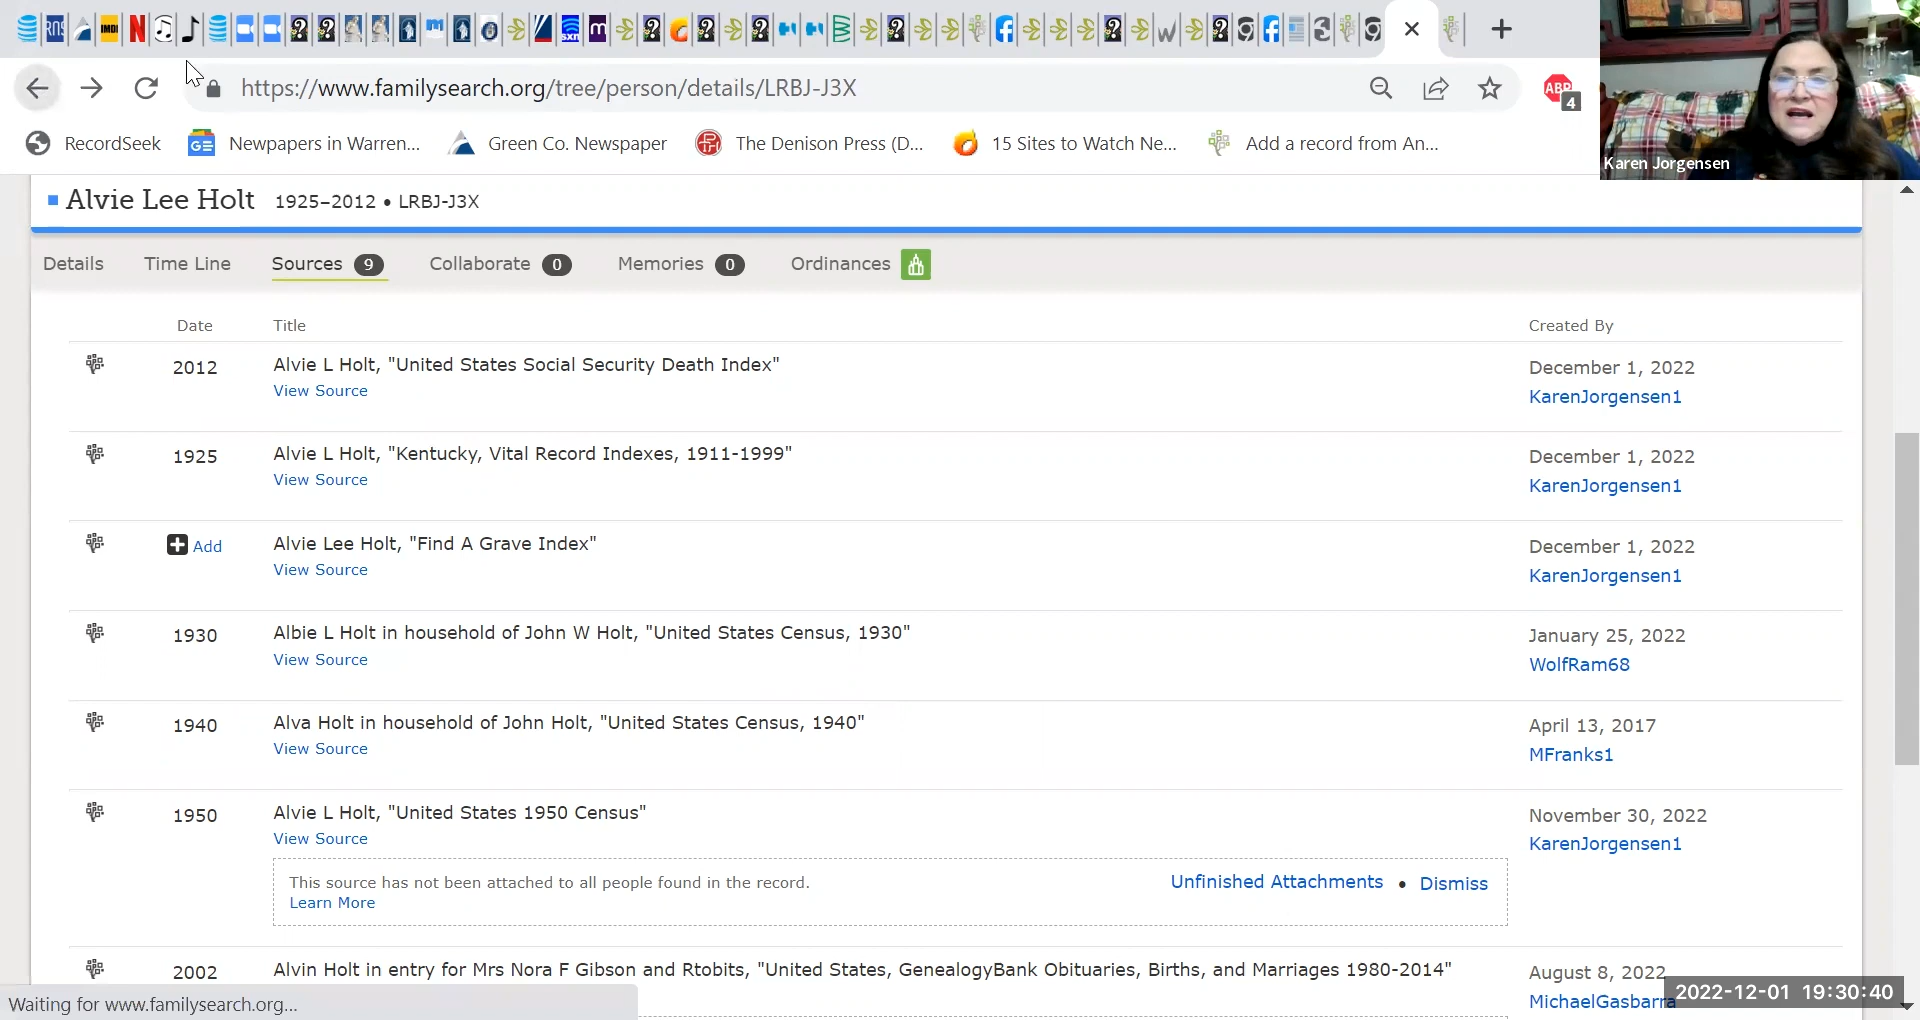 https://www.familysearch.org/tree/person/details/LRBJ-J3X
ABP
4
RecordSeek
GE
Newpapers in Warren...
Green Co. Newspaper
The Denison Press (D...
15 Sites to Watch Ne...
Add a record from An...
Karen Jorgensen
Alvie Lee Holt 1925–2012 • LRBJ-J3X
Details
Time Line
Sources 9
Collaborate 0
Memories 0
Ordinances
Date Title Created By
2012 Alvie L Holt, "United States Social Security Death Index" December 1, 2022
View Source KarenJorgensen1
1925 Alvie L Holt, "Kentucky, Vital Record Indexes, 1911-1999" December 1, 2022
View Source KarenJorgensen1
Add Alvie Lee Holt, "Find A Grave Index" December 1, 2022
View Source KarenJorgensen1
1930 Albie L Holt in household of John W Holt, "United States Census, 1930" January 25, 2022
View Source WolfRam68
1940 Alva Holt in household of John Holt, "United States Census, 1940" April 13, 2017
View Source MFranks1
1950 Alvie L Holt, "United States 1950 Census" November 30, 2022
View Source KarenJorgensen1
This source has not been attached to all people found in the record. Unfinished Attachments • Dismiss
Learn More
2002 Alvin Holt in entry for Mrs Nora F Gibson and Rtobits, "United States, GenealogyBank Obituaries, Births, and Marriages 1980-2014" August 8, 2022
MichaelGasbarra
2022-12-01 19:30:40
Waiting for www.familysearch.org...